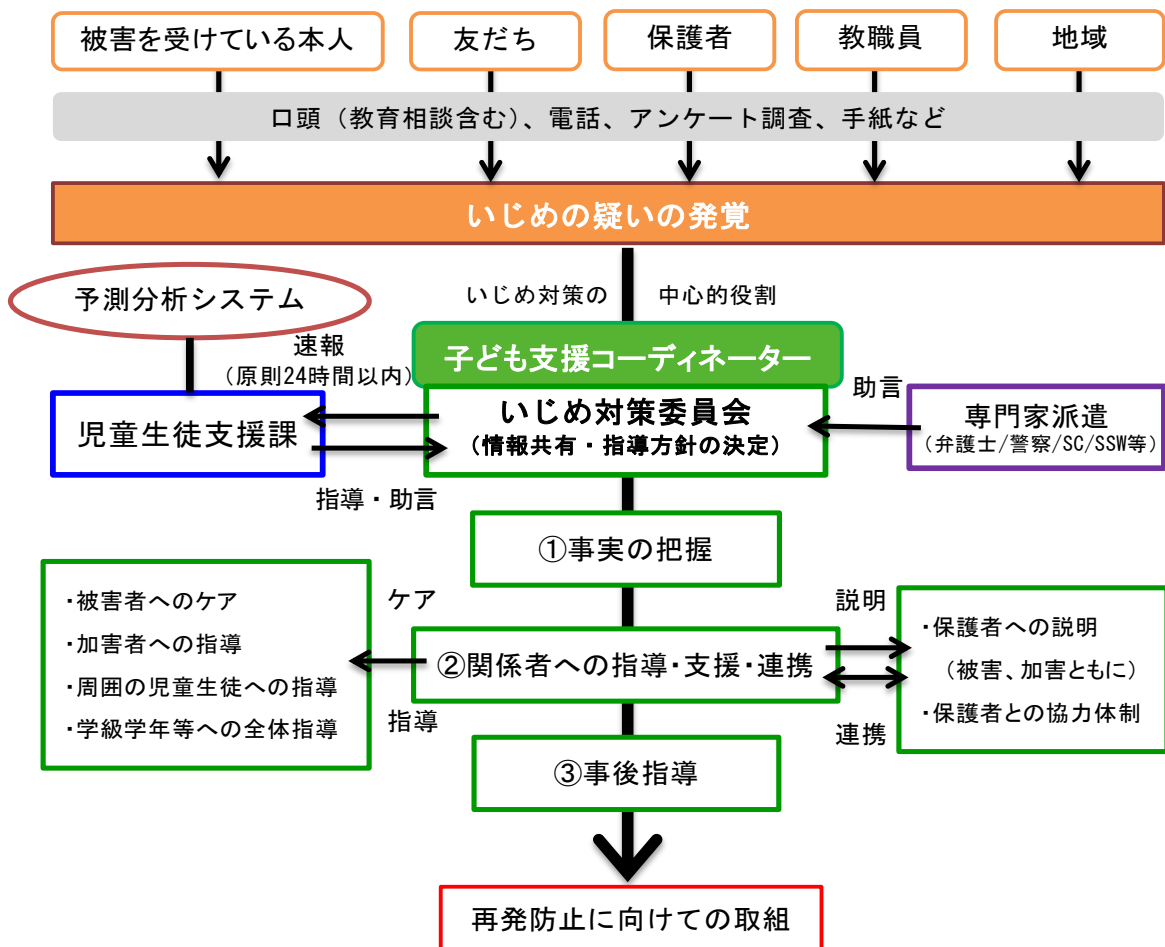 被害を受けている本人
友だち
保護者
教職員
地域
口頭（教育相談含む）、電話、アンケート調査、手紙など
いじめの疑いの発覚
予測分析システム
いじめ対策の
中心的役割
速報
（原則24時間以内）
子ども支援コーディネーター
いじめ対策委員会
（情報共有・指導方針の決定）
児童生徒支援課
助言
専門家派遣
（弁護士/警察/SC/SSW等）
指導・助言
①事実の把握
・被害者へのケア
・加害者への指導
・周囲の児童生徒への指導
・学級学年等への全体指導
ケア
指導
②関係者への指導・支援・連携
説明
連携
・保護者への説明
（被害、加害ともに）
・保護者との協力体制
③事後指導
再発防止に向けての取組